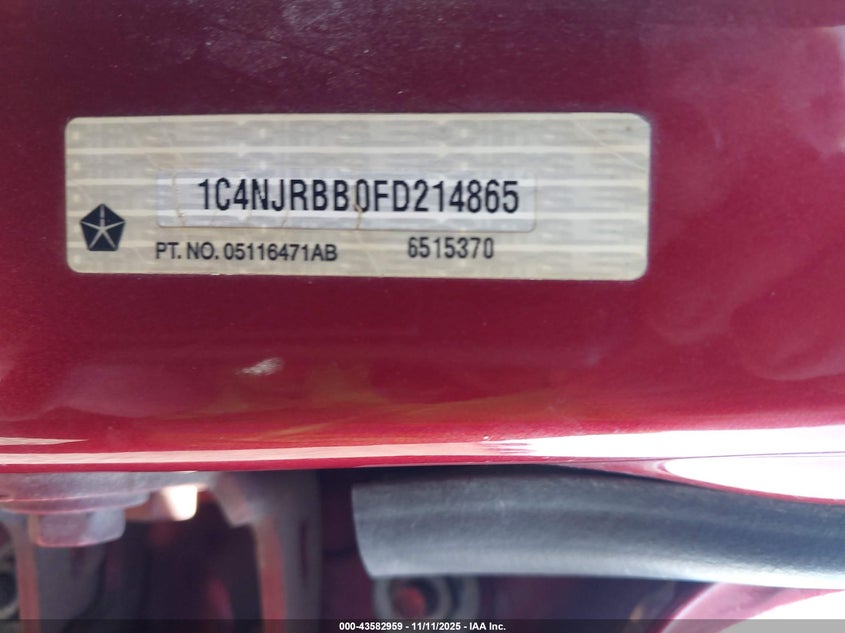 1C4NJRBB0FD214865
PT. NO. 05116471AB 6515370
000-43582959 - 11/11/2025 - IAA Inc.